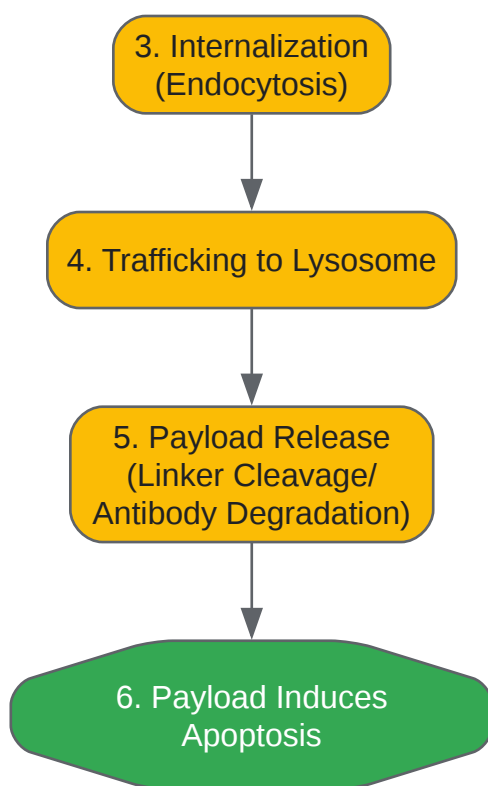 3. Internalization
(Endocytosis)
4. Trafficking to Lysosome
5. Payload Release
(Linker Cleavage/
Antibody Degradation)
6. Payload Induces
Apoptosis